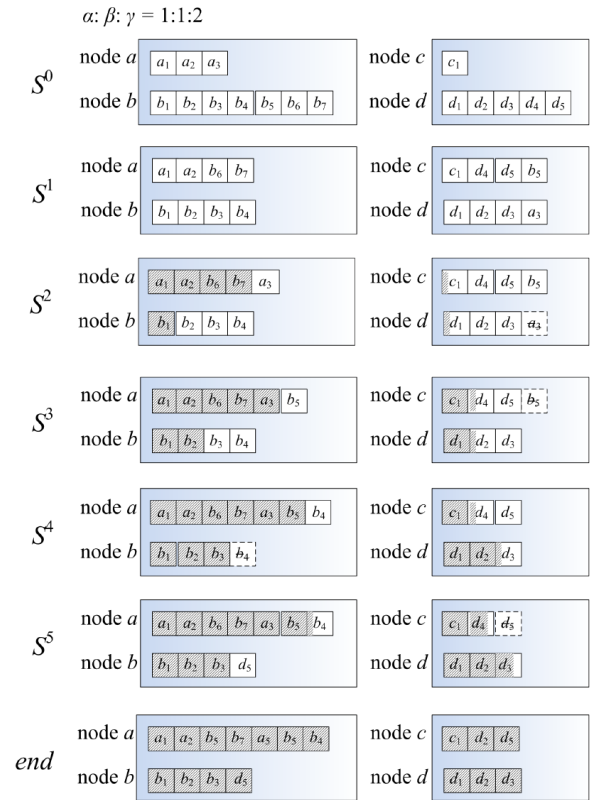 α: β: γ = 1:1:2
S⁰
node a a₁ a₂ a₃
node b b₁ b₂ b₃ b₄ b₅ b₆ b₇
node c c₁
node d d₁ d₂ d₃ d₄ d₅
S¹
node a a₁ a₂ b₆ b₇
node b b₁ b₂ b₃ b₄
node c c₁ d₄ d₅ b₅
node d d₁ d₂ d₃ a₃
S²
node a a₁ a₂ b₆ b₇ a₃
node b b₁ b₂ b₃ b₄
node c c₁ d₄ d₅ b₅
node d d₁ d₂ d₃ a₃
S³
node a a₁ a₂ b₆ b₇ a₃ b₅
node b b₁ b₂ b₃ b₄
node c c₁ d₄ d₅ b₅
node d d₁ d₂ d₃
S⁴
node a a₁ a₂ b₆ b₇ a₃ b₅ b₄
node b b₁ b₂ b₃ b₄
node c c₁ d₄ d₅
node d d₁ d₂ d₃
S⁵
node a a₁ a₂ b₆ b₇ a₃ b₅ b₄
node b b₁ b₂ b₃ d₅
node c c₁ d₄ d₅
node d d₁ d₂ d₃
end
node a a₁ a₂ b₅ b₇ a₅ b₅ b₄
node b b₁ b₂ b₃ d₅
node c c₁ d₂ d₅
node d d₁ d₂ d₃